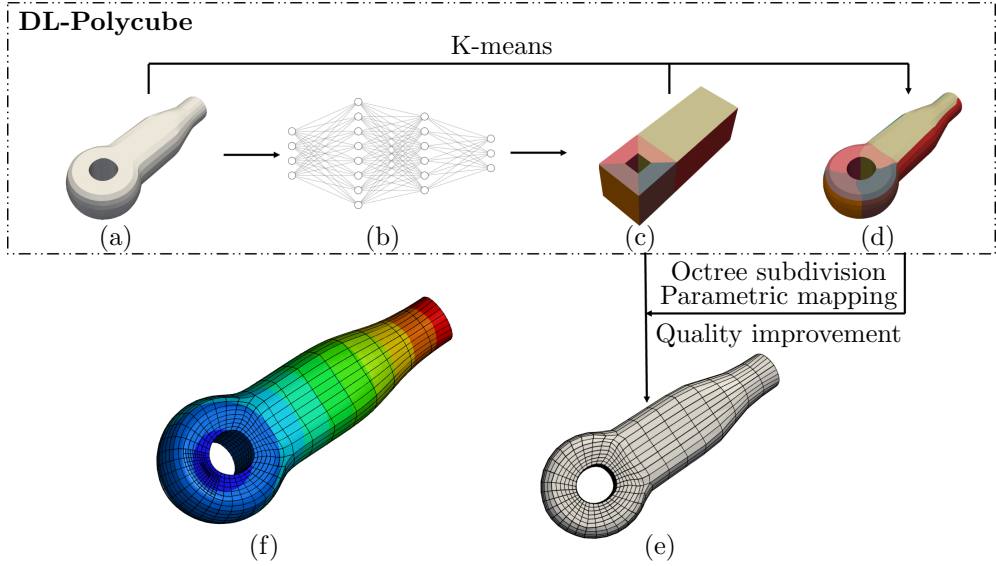 DL-Polycube
K-means
(a)
(b)
(c)
(d)
Octree subdivision
Parametric mapping
Quality improvement
(f)
(e)